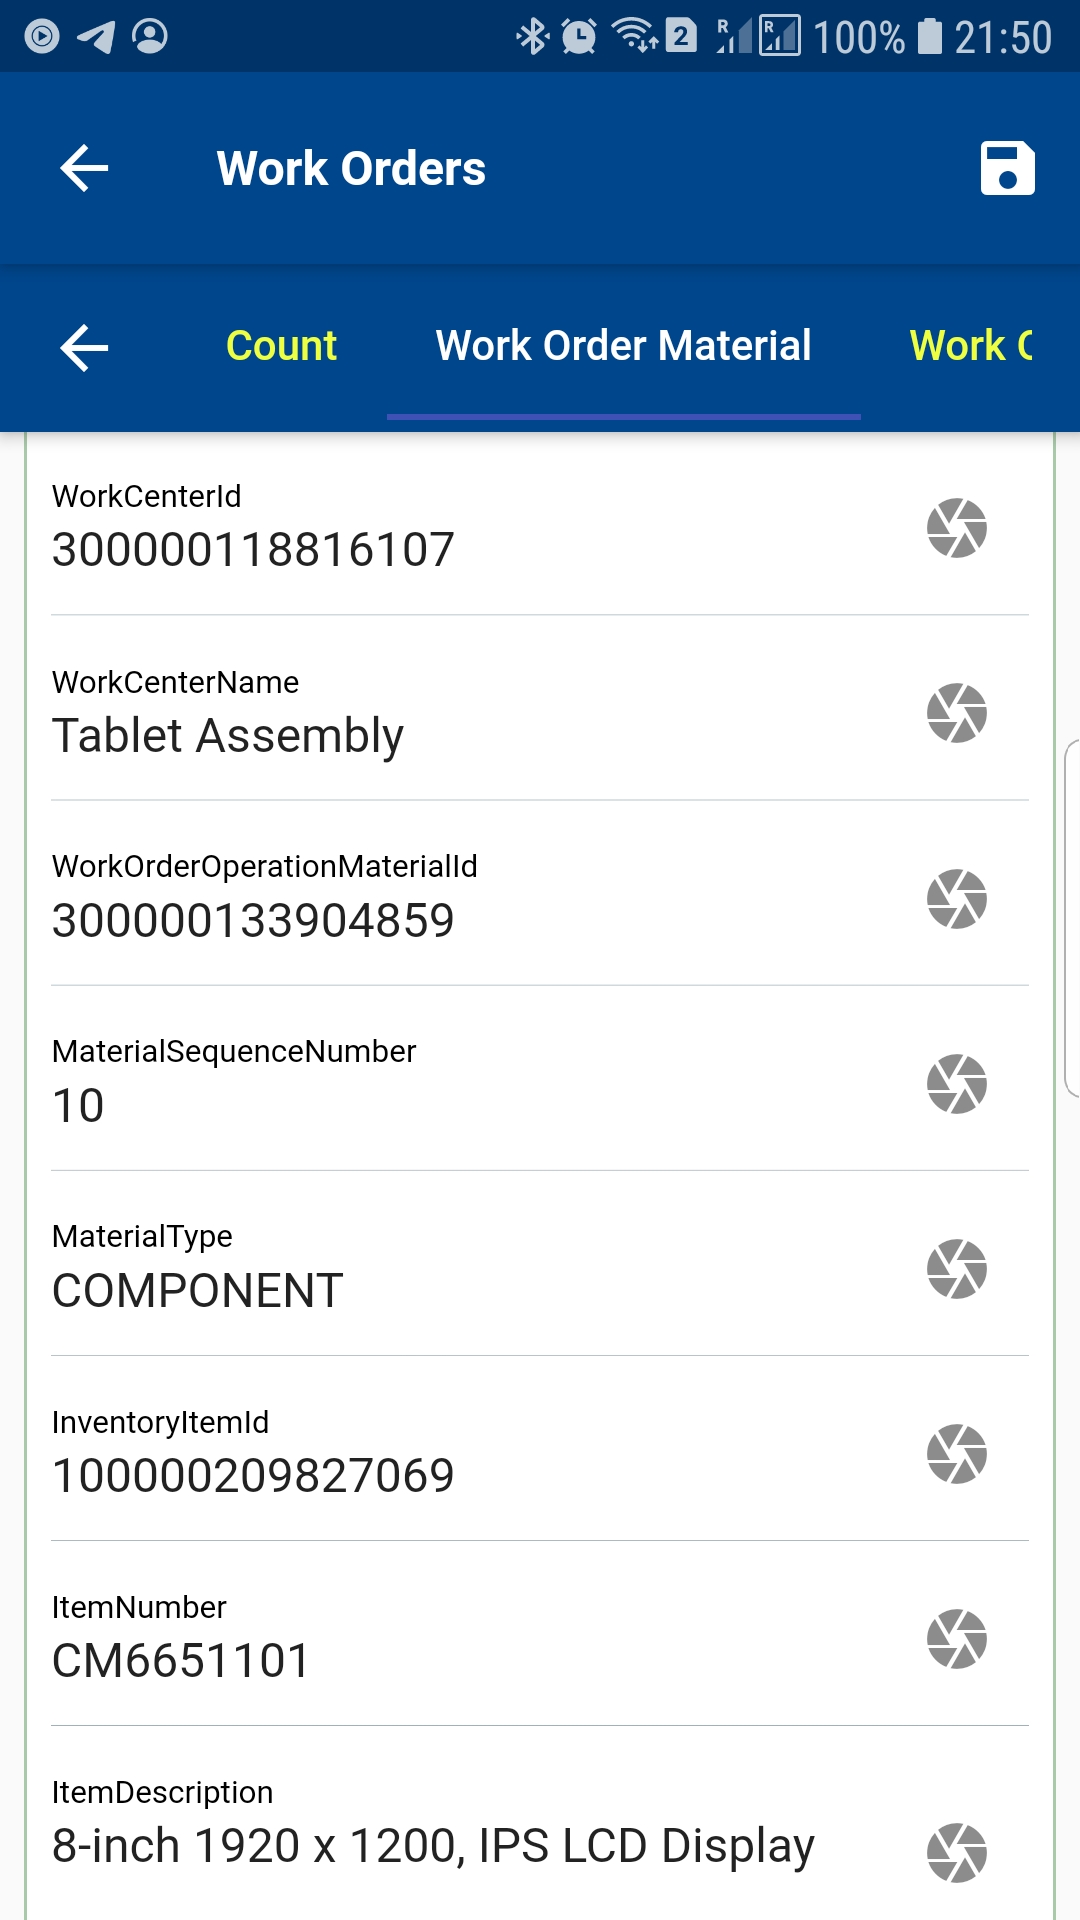 2 R R 100% 21:50
Work Orders
Count Work Order Material Work
WorkCenterId
300000118816107
WorkCenterName
Tablet Assembly
WorkOrderOperationMaterialId
300000133904859
MaterialSequenceNumber
10
MaterialType
COMPONENT
InventoryItemId
100000209827069
ItemNumber
CM6651101
ItemDescription
8-inch 1920 x 1200, IPS LCD Display